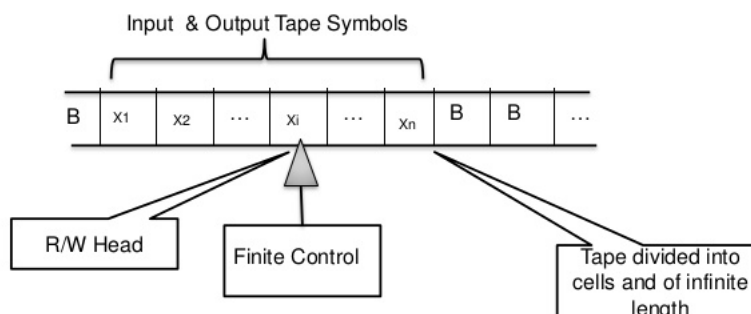 Input & Output Tape Symbols
B x1 x2 ... xi ... xn B B ...
R/W Head
Finite Control
Tape divided into
cells and of infinite
length